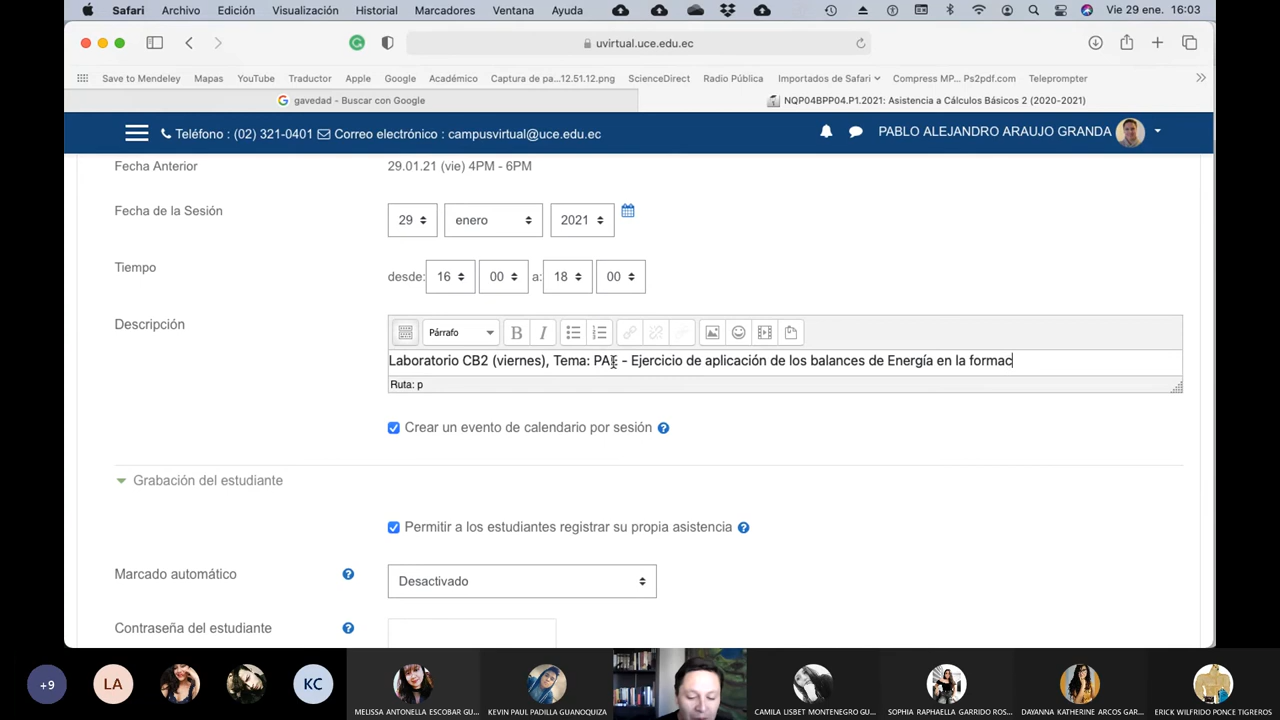 Safari Archivo Edición Visualización Historial Marcadores Ventana Ayuda Vie 29 ene. 16:03
uvirtual.uce.edu.ec
Save to Mendeley Mapas YouTube Traductor Apple Google Académico Captura de pa...12.51.12.png ScienceDirect Radio Pública Importados de Safari Compress MP... Ps2pdf.com Teleprompter
gavedad - Buscar con Google NQP04BPP04.P1.2021: Asistencia a Cálculos Básicos 2 (2020-2021)
Teléfono : (02) 321-0401 Correo electrónico : campusvirtual@uce.edu.ec PABLO ALEJANDRO ARAUJO GRANDA
Fecha Anterior 29.01.21 (vie) 4PM - 6PM
Fecha de la Sesión 29 enero 2021
Tiempo desde: 16 00 a: 18 00
Descripción Párrafo B I
Laboratorio CB2 (viernes), Tema: PAE - Ejercicio de aplicación de los balances de Energía en la formac
Ruta: p
Crear un evento de calendario por sesión
Grabación del estudiante
Permitir a los estudiantes registrar su propia asistencia
Marcado automático Desactivado
Contraseña del estudiante
+9 LA KC
MELISSA ANTONELLA ESCOBAR GU... KEVIN PAUL PADILLA GUANOQUIZA CAMILA LISBET MONTENEGRO GU... SOPHIA RAPHAELLA GARRIDO ROS... DAYANNA KATHERINE ARCOS GAR... ERICK WILFRIDO PONCE TIGREROS